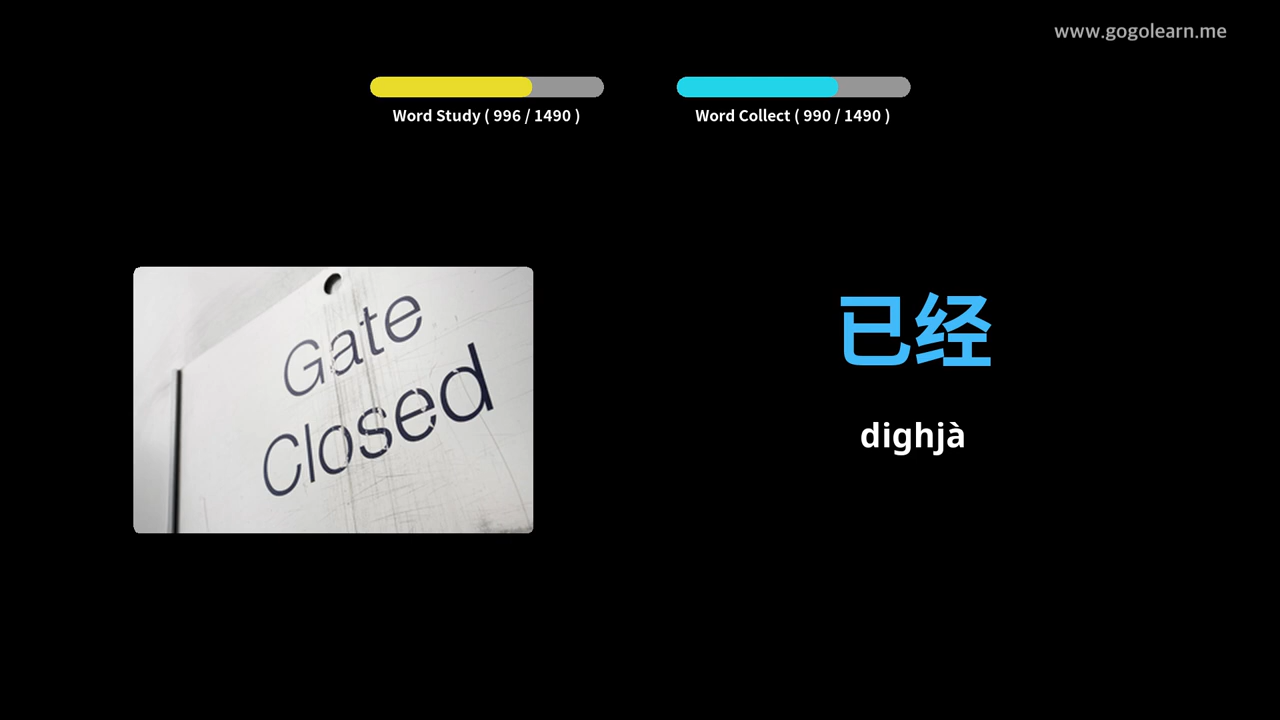 www.gogolearn.me
Word Study ( 996 / 1490 )
Word Collect ( 990 / 1490 )
Gate
Closed
已经
dighjà